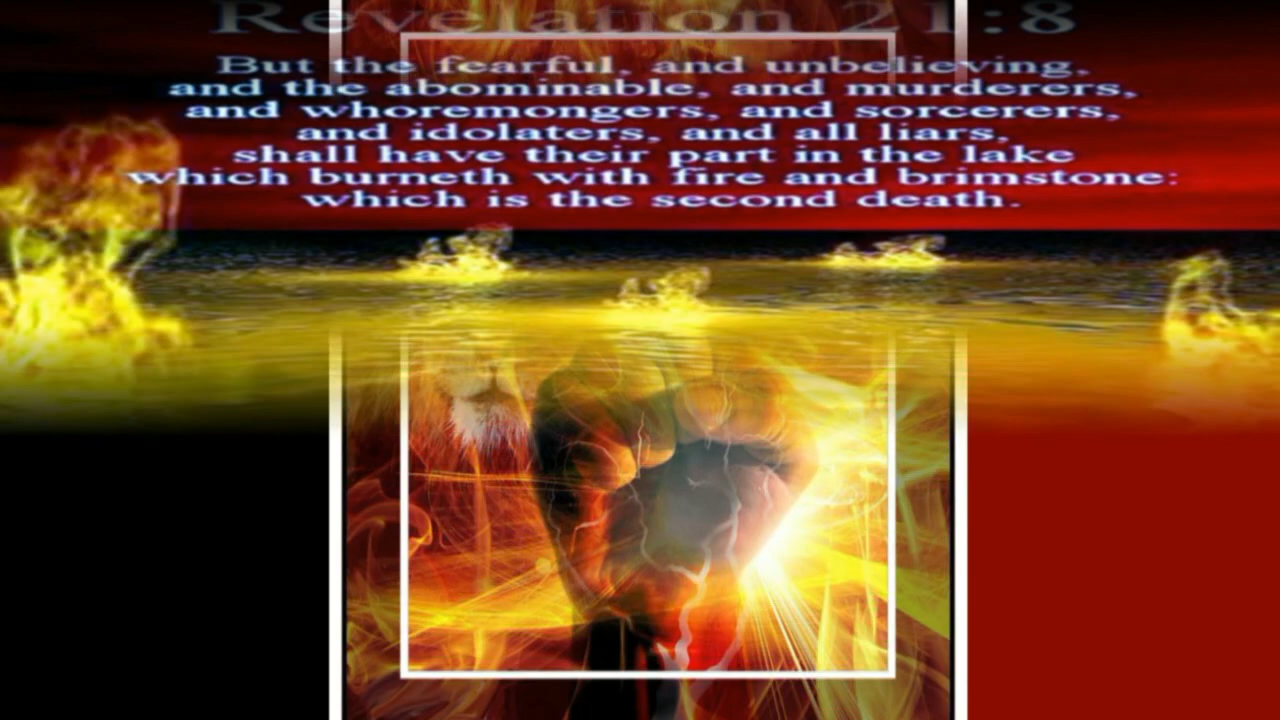 Revelation 21:8
But the fearful, and unbelieving,
and the abominable, and murderers,
and whoremongers, and sorcerers,
and idolaters, and all liars,
shall have their part in the lake
which burneth with fire and brimstone:
which is the second death.